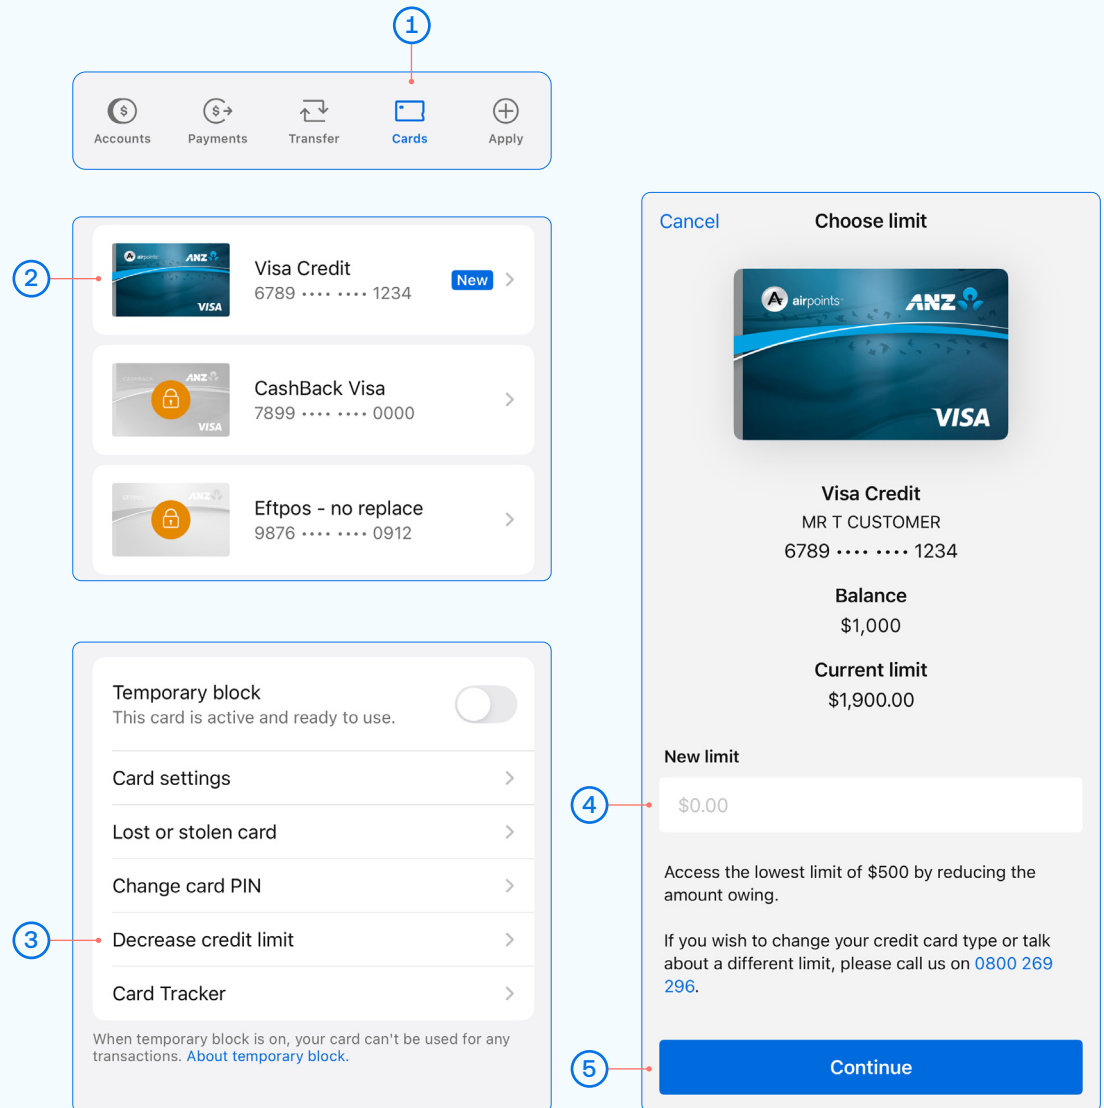 1
Accounts
Payments
Transfer
Cards
Apply
2
airpoints
ANZ
VISA
Visa Credit
6789 •••• •••• 1234
New
ANZ
VISA
CashBack Visa
7899 •••• •••• 0000
ANZ
Eftpos - no replace
9876 •••• •••• 0912
Temporary block
This card is active and ready to use.
Card settings
Lost or stolen card
Change card PIN
3
Decrease credit limit
Card Tracker
When temporary block is on, your card can't be used for any
transactions. About temporary block.
Cancel
Choose limit
airpoints
ANZ
VISA
Visa Credit
MR T CUSTOMER
6789 •••• •••• 1234
Balance
$1,000
Current limit
$1,900.00
New limit
4
$0.00
Access the lowest limit of $500 by reducing the
amount owing.
If you wish to change your credit card type or talk
about a different limit, please call us on 0800 269
296.
5
Continue